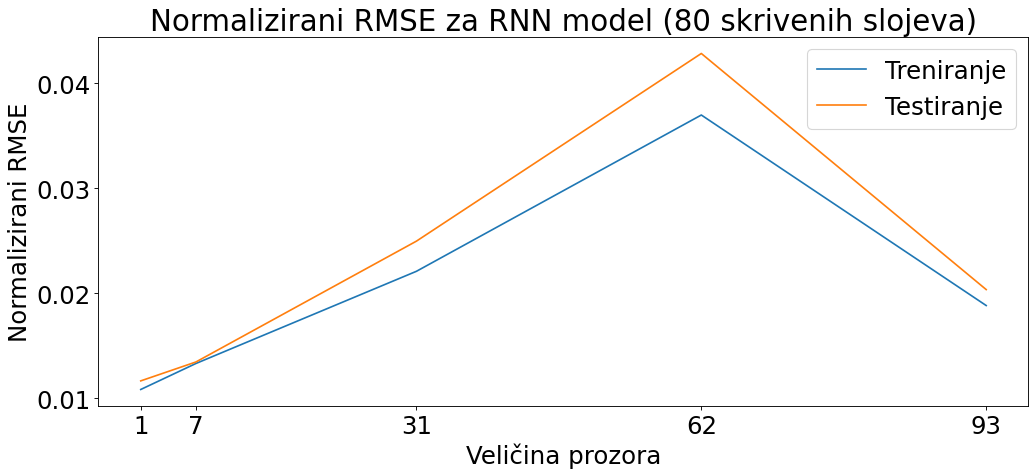 Normalizirani RMSE za RNN model (80 skrivenih slojeva)
Normalizirani RMSE
0.04
0.03
0.02
0.01
Treniranje
Testiranje
1 7 31 62 93
Veličina prozora